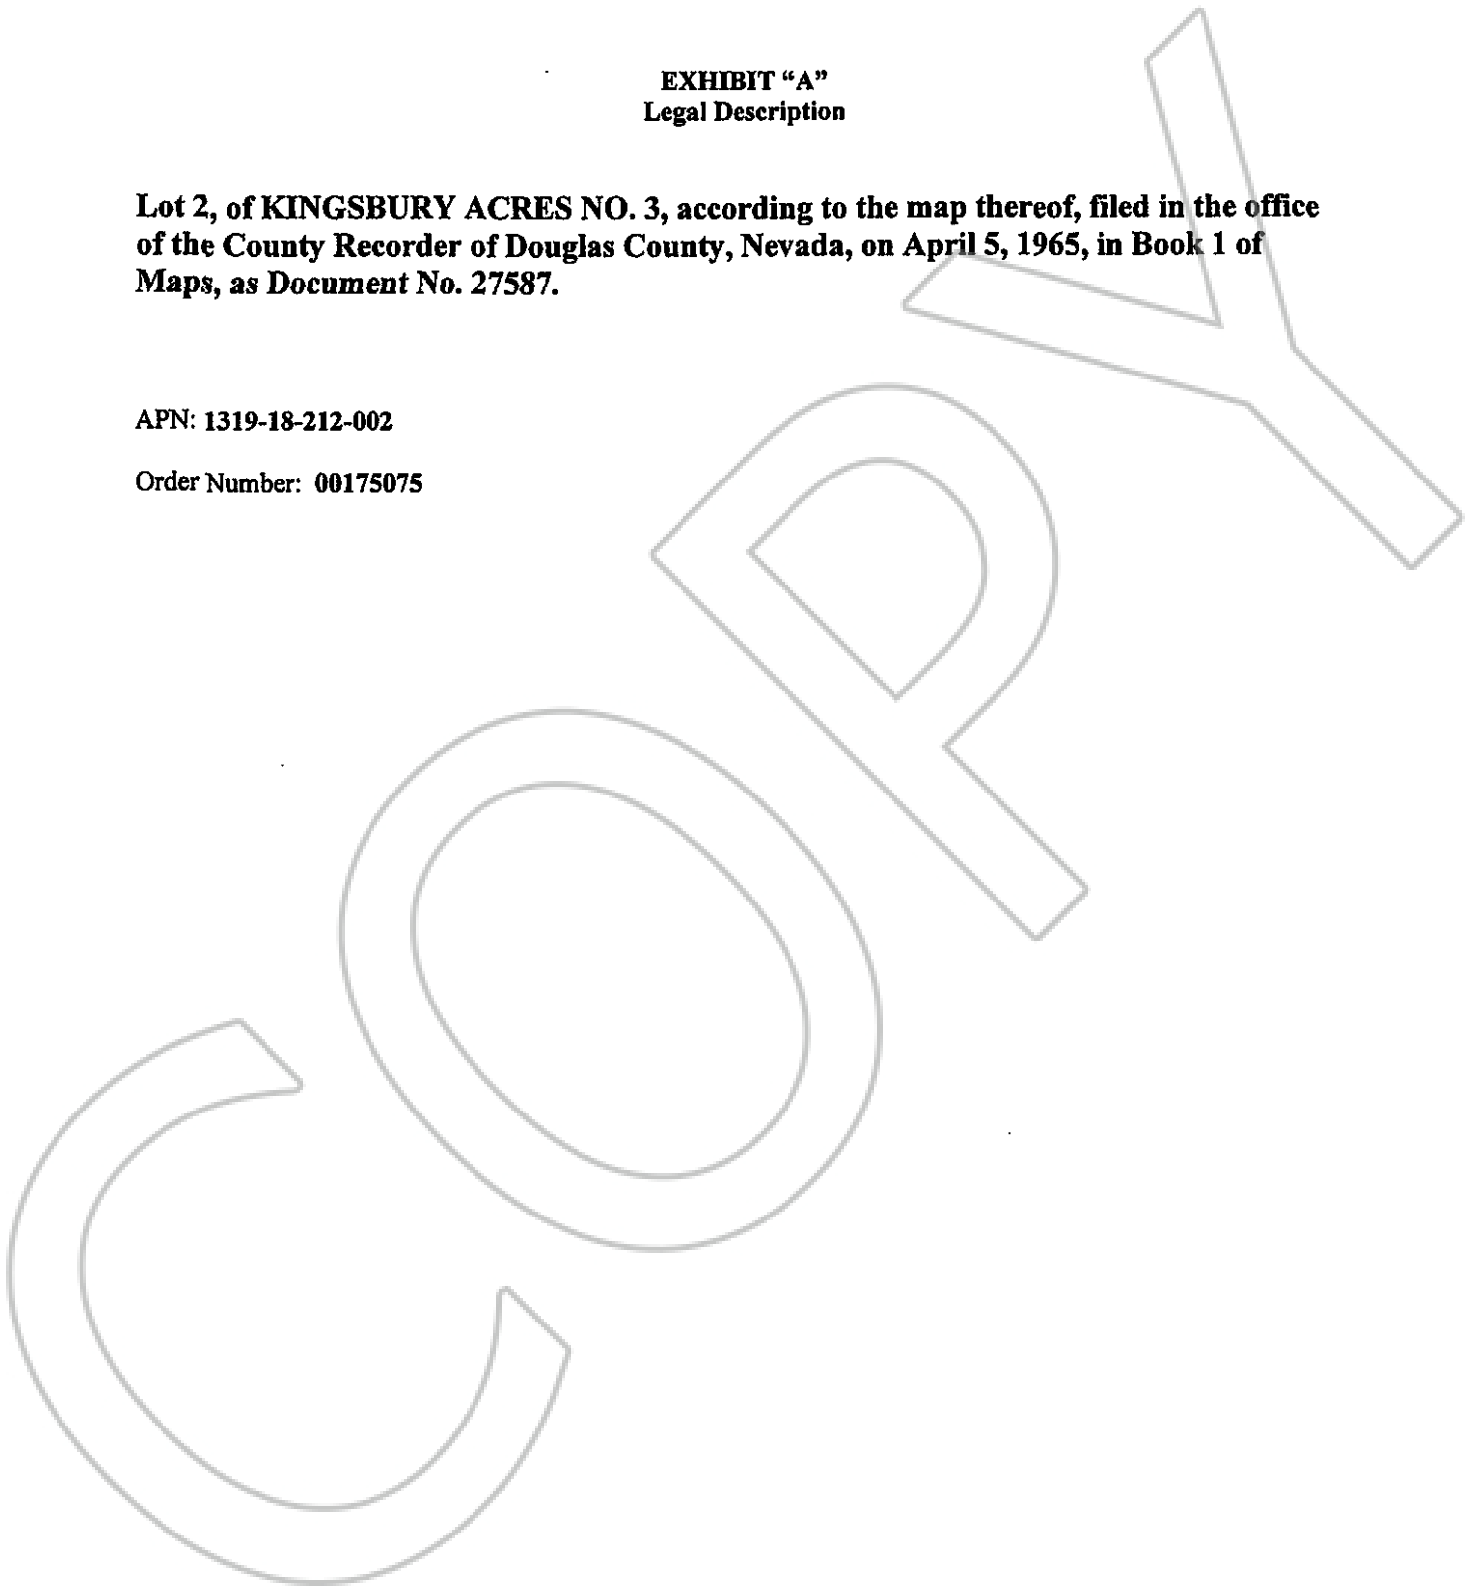 EXHIBIT “A”
Legal Description
Lot 2, of KINGSBURY ACRES NO. 3, according to the map thereof, filed in the office
of the County Recorder of Douglas County, Nevada, on April 5, 1965, in Book 1 of
Maps, as Document No. 27587.
APN: 1319-18-212-002
Order Number: 00175075
COPY